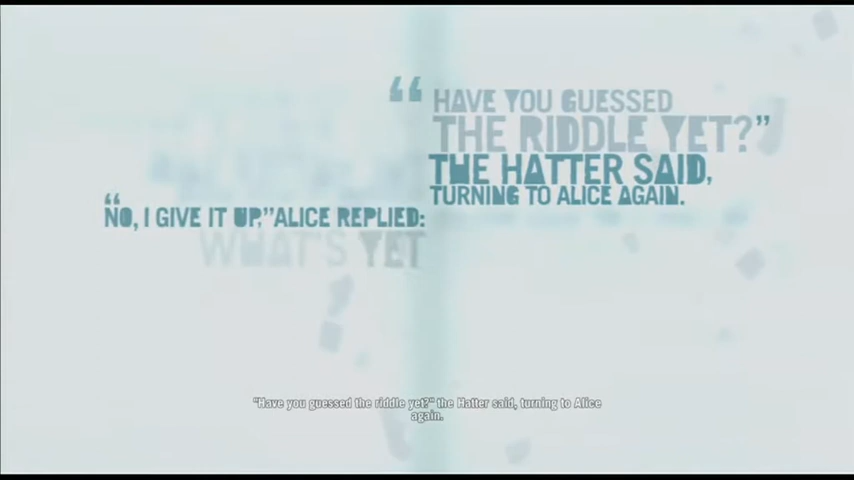 “ HAVE YOU GUESSED
THE RIDDLE YET?”
THE HATTER SAID,
TURNING TO ALICE AGAIN.
“NO, I GIVE IT UP,” ALICE REPLIED:
WHAT'S YET
"Have you guessed the riddle yet?" the Hatter said, turning to Alice
again.